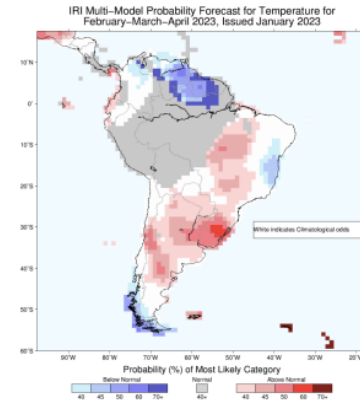 IRI Multi-Model Probability Forecast for Temperature for
February-March-April 2023, Issued January 2023
10°N
0°
10°S
20°S
30°S
White indicates Climatological odds
40°S
50°S
60°S
90°W 80°W 70°W 60°W 50°W 40°W 30°W 20°W
Probability (%) of Most Likely Category
Below Normal Normal Above Normal
40 45 50 60 70+ 40+ 40 45 50 60 70+